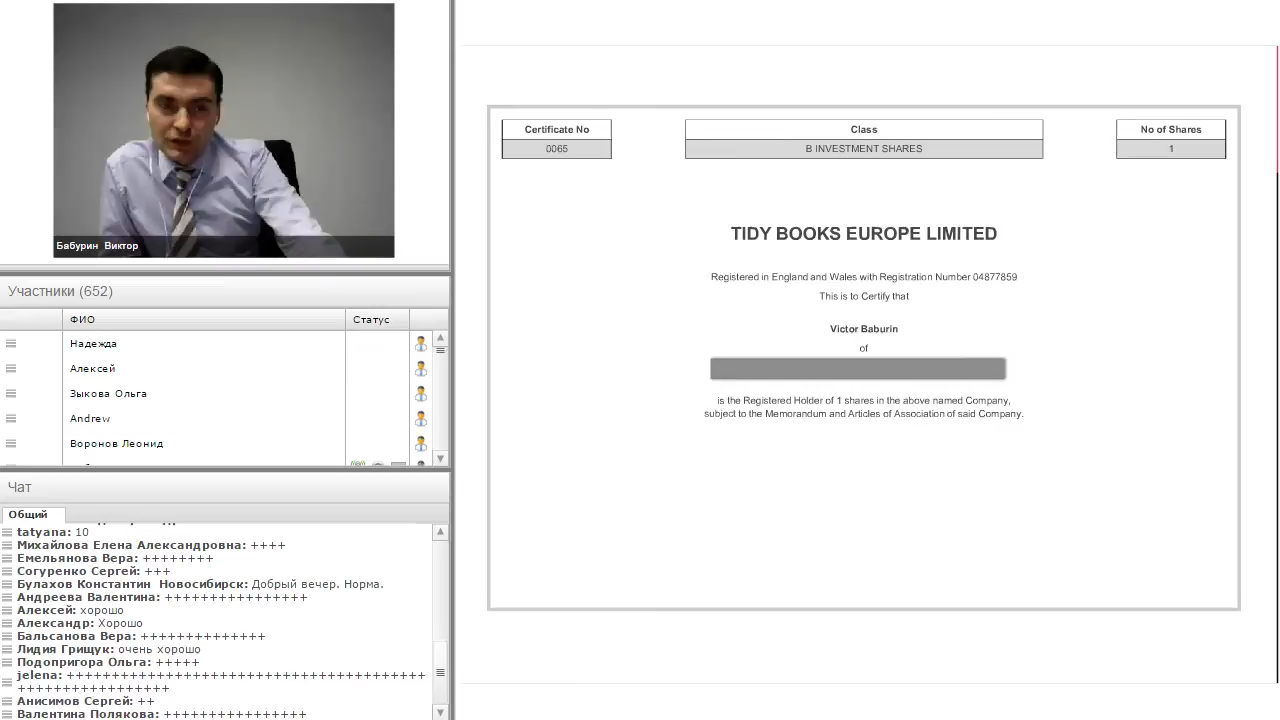 Бабурин Виктор
Участники (652)
ФИО
Статус
Надежда
Алексей
Зыкова Ольга
Andrew
Воронов Леонид
Чат
Общий
tatyana: 10
Михайлова Елена Александровна: ++++
Емельянова Вера: ++++++++
Согуренко Сергей: +++
Булахов Константин Новосибирск: Добрый вечер. Норма.
Андреева Валентина: ++++++++++++++++
Алексей: хорошо
Александр: Хорошо
Бальсанова Вера: ++++++++++++++
Лидия Грищук: очень хорошо
Подопригора Ольга: +++++
jelena: ++++++++++++++++++++++++++++++++++++++++
+++++++++++++++++
Анисимов Сергей: ++
Валентина Полякова: ++++++++++++++++
Certificate No
0065
Class
B INVESTMENT SHARES
No of Shares
1
TIDY BOOKS EUROPE LIMITED
Registered in England and Wales with Registration Number 04877859
This is to Certify that
Victor Baburin
of
is the Registered Holder of 1 shares in the above named Company,
subject to the Memorandum and Articles of Association of said Company.